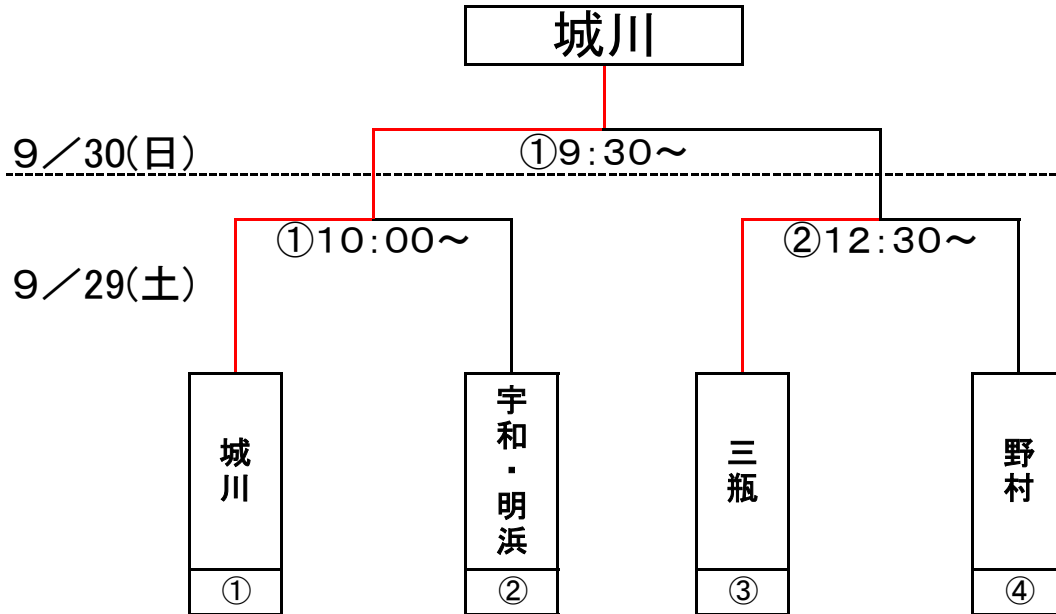 城川
9／30(日)
①9:30～
①10:00～
②12:30～
9／29(土)
城川
宇和・明浜
三瓶
野村
①
②
③
④